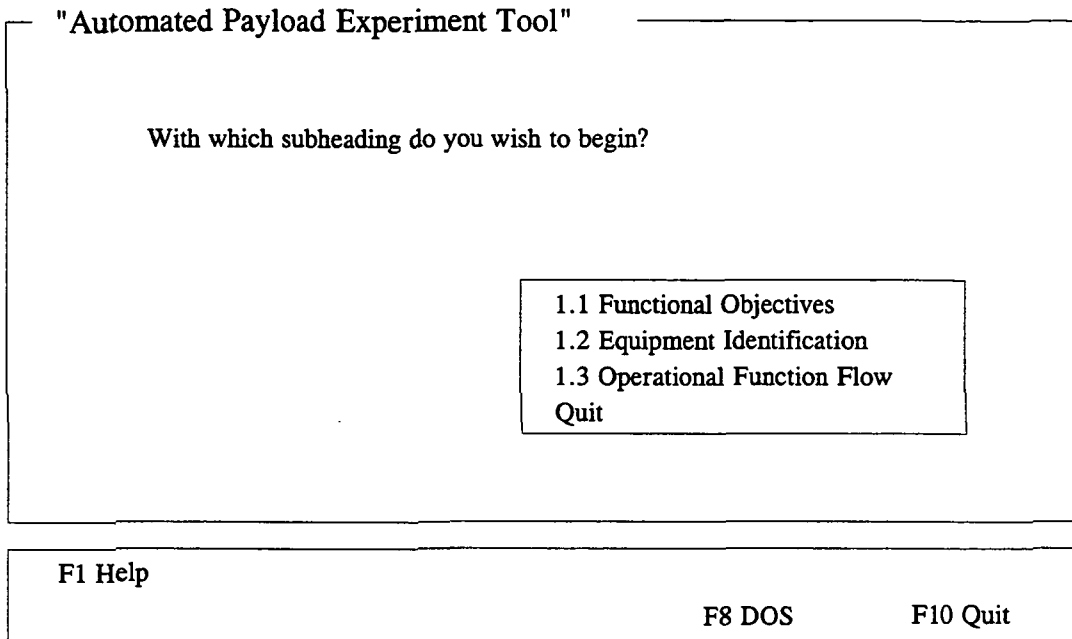 "Automated Payload Experiment Tool"
With which subheading do you wish to begin?
1.1 Functional Objectives
1.2 Equipment Identification
1.3 Operational Function Flow
Quit
F1 Help
F8 DOS F10 Quit